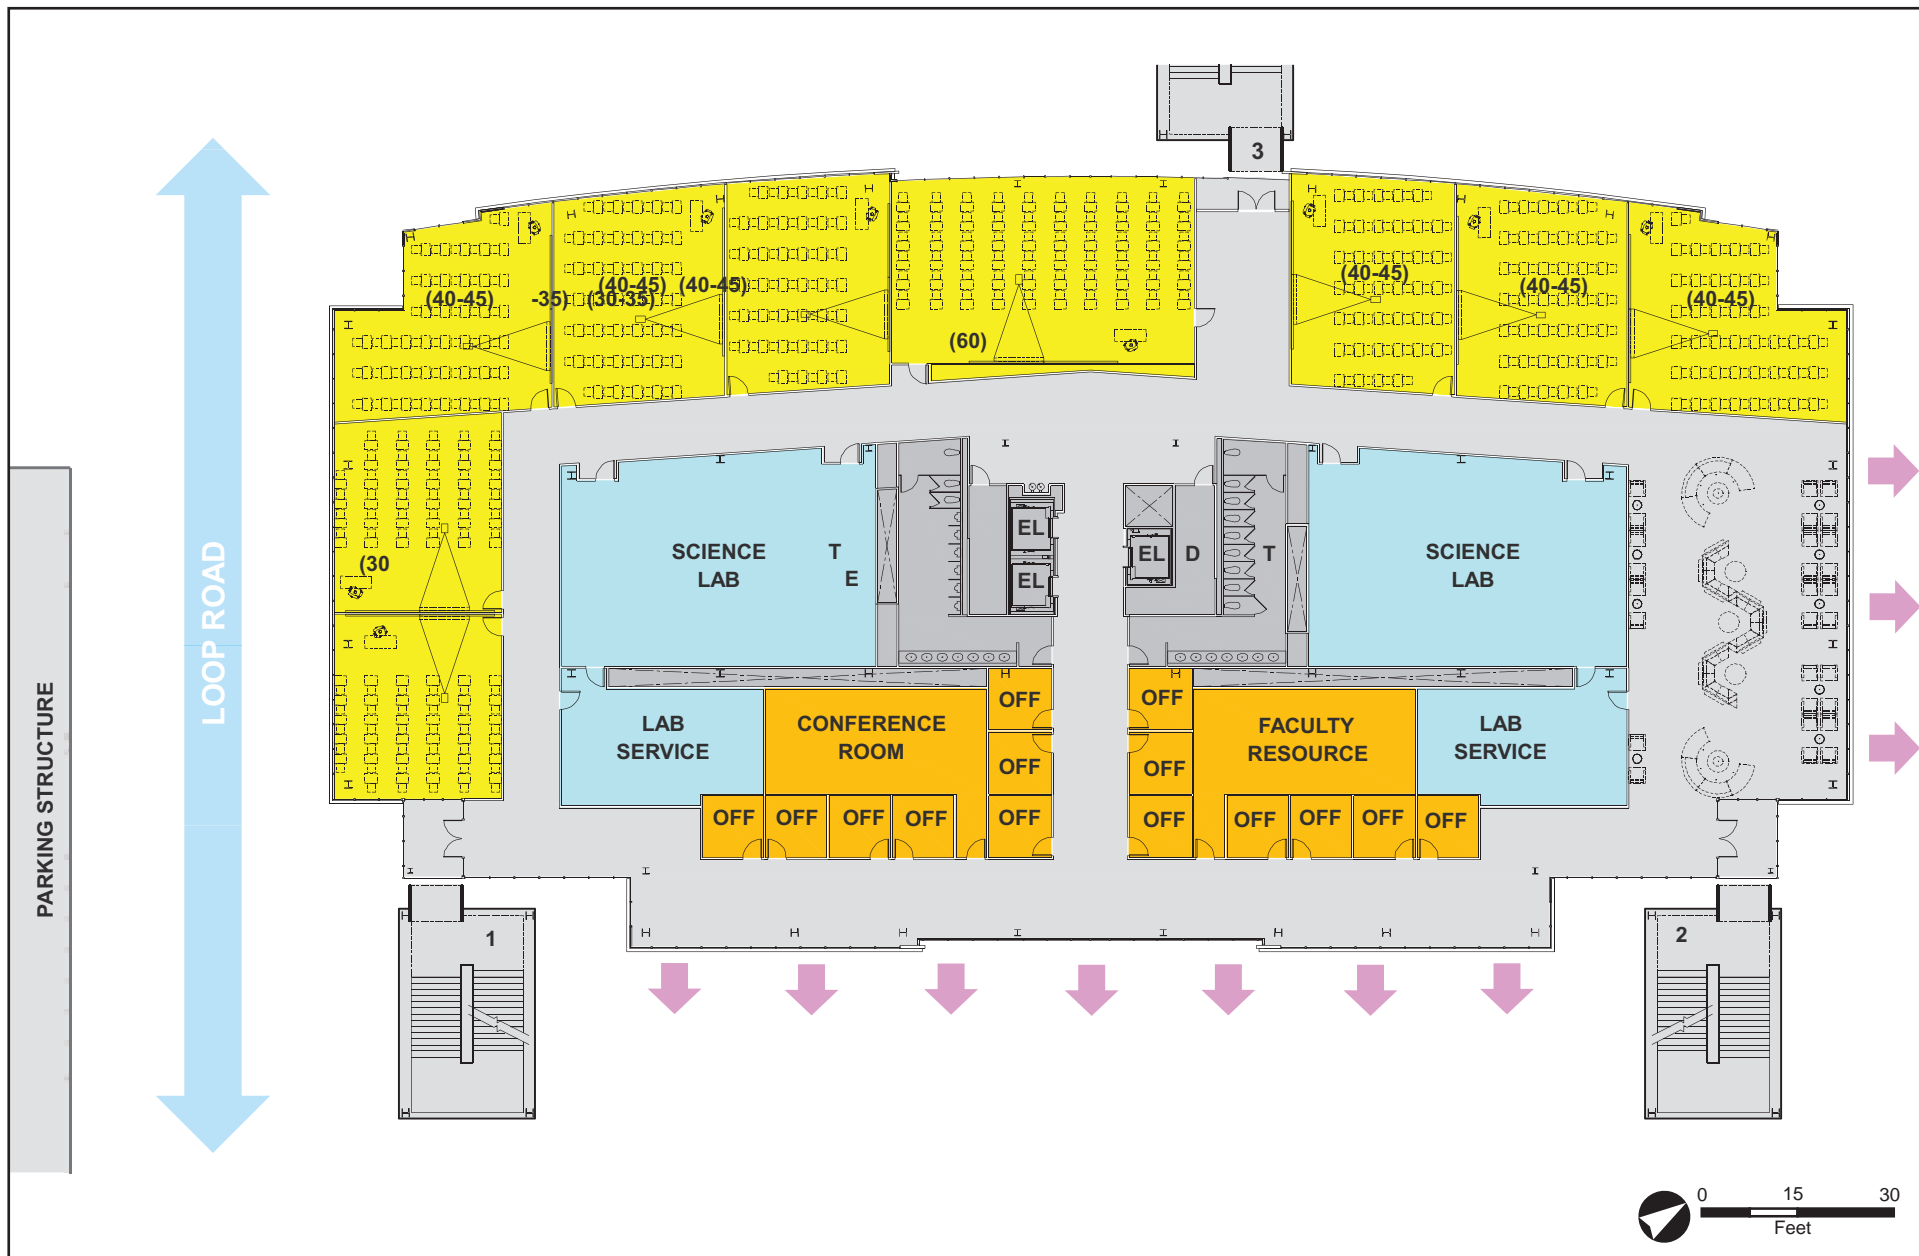 3
(40-45)
-35)
(40-45)
(30-35)
(40-45)
(60)
(40-45)
(40-45)
(40-45)
(30
SCIENCE
LAB
T
E
EL
EL
EL
D
T
SCIENCE
LAB
LOOP ROAD
PARKING STRUCTURE
LAB
SERVICE
CONFERENCE
ROOM
OFF
OFF
OFF
OFF
OFF
OFF
OFF
OFF
OFF
OFF
FACULTY
RESOURCE
LAB
SERVICE
OFF
OFF
OFF
OFF
1
2
0 15 30
Feet